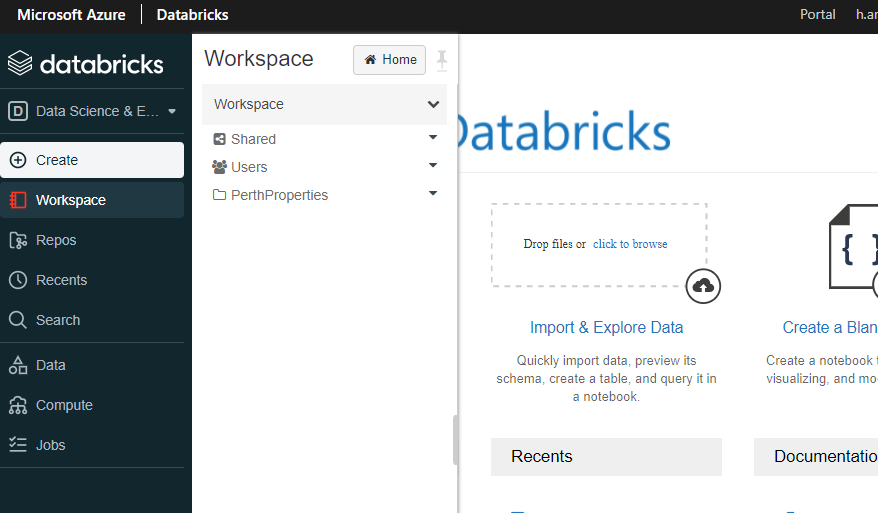 Microsoft Azure
Databricks
Portal
h.ar
databricks
D
Data Science & E...
Create
Workspace
Repos
Recents
Search
Data
Compute
Jobs
Workspace
Home
Workspace
Shared
Users
PerthProperties
Databricks
Drop files or click to browse
Import & Explore Data
Quickly import data, preview its
schema, create a table, and query it in
a notebook.
Recents
{ }
Create a Blan
Create a notebook
visualizing, and mo
Documentatio